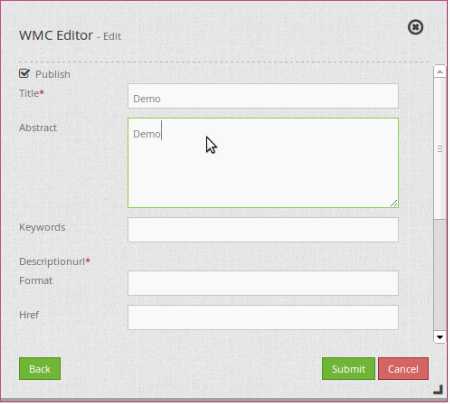 WMC Editor - Edit
Publish
Title*
Demo
Abstract
Demo
Keywords
Descriptionurl*
Format
Href
Back
Submit
Cancel